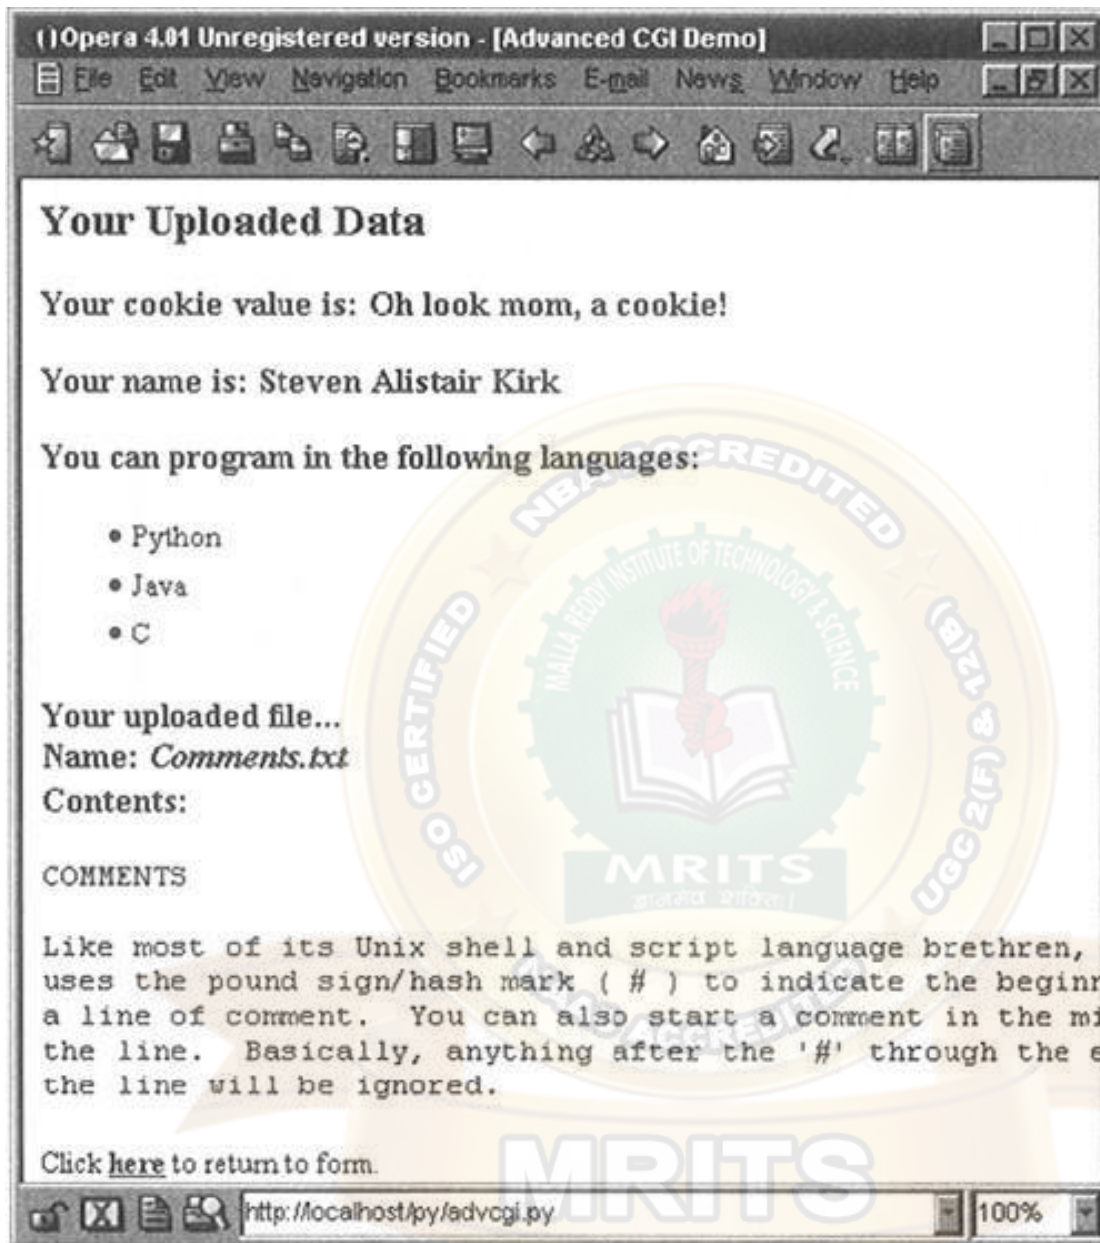 ()Opera 4.01 Unregistered version - [Advanced CGI Demo]
File Edit View Navigation Bookmarks E-mail News Window Help
Your Uploaded Data
Your cookie value is: Oh look mom, a cookie!
Your name is: Steven Alistair Kirk
You can program in the following languages:
• Python
• Java
• C
Your uploaded file...
Name: Comments.txt
Contents:
COMMENTS
Like most of its Unix shell and script language brethren,
uses the pound sign/hash mark ( # ) to indicate the beginn
a line of comment. You can also start a comment in the mi
the line. Basically, anything after the '#' through the e
the line will be ignored.
Click here to return to form.
http://localhost/py/advcgi.py 100%
NBA ACCREDITED
OSI CERTIFIED
UGC 2(F) & 12(B)
MALLA REDDY INSTITUTE OF TECHNOLOGY & SCIENCE
MRITS
NAAC ACCREDITED
MRITS